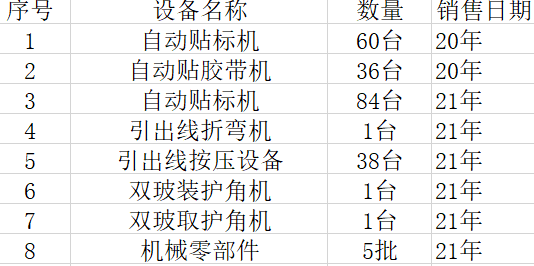 序号 设备名称 数量 销售日期
1 自动贴标机 60台 20年
2 自动贴胶带机 36台 20年
3 自动贴标机 84台 21年
4 引出线折弯机 1台 21年
5 引出线按压设备 38台 21年
6 双玻装护角机 1台 21年
7 双玻取护角机 1台 21年
8 机械零部件 5批 21年